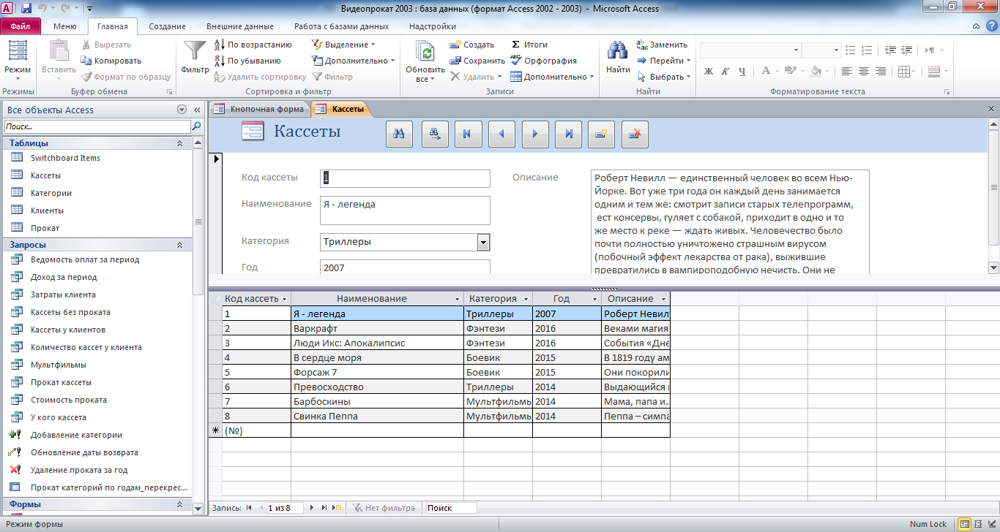 Видеопрокат 2003 : база данных (формат Access 2002 - 2003) - Microsoft Access
Файл Меню Главная Создание Внешние данные Работа с базами данных Надстройки
Режим
Режимы
Вставить
Вырезать
Копировать
Формат по образцу
Буфер обмена
Фильтр
По возрастанию
По убыванию
Удалить сортировку
Выделение
Дополнительно
Фильтр
Сортировка и фильтр
Обновить
все
Создать
Сохранить
Удалить
Итоги
Орфография
Дополнительно
Записи
Найти
Заменить
Перейти
Выбрать
Найти
Ж К Ч
Форматирование текста
Все объекты Access
Поиск...
Таблицы
Switchboard Items
Кассеты
Категории
Клиенты
Прокат
Запросы
Ведомость оплат за период
Доход за период
Затраты клиента
Кассеты без проката
Кассеты у клиентов
Количество кассет у клиента
Мультфильмы
Прокат кассеты
Стоимость проката
У кого кассета
Добавление категории
Обновление даты возврата
Удаление проката за год
Прокат категорий по годам_перекрес...
Формы
Кнопочная форма Кассеты
Кассеты
Код кассеты 1
Наименование Я - легенда
Категория Триллеры
Год 2007
Описание
Роберт Невилл — единственный человек во всем Нью-
Йорке. Вот уже три года он каждый день занимается
одним и тем же: смотрит записи старых телепрограмм,
ест консервы, гуляет с собакой, приходит в одно и то
же место к реке — ждать живых. Человечество было
почти полностью уничтожено страшным вирусом
(побочный эффект лекарства от рака), выжившие
превратились в вампироподобную нечисть. Они не
Код кассеть Наименование Категория Год Описание
1 Я - легенда Триллеры 2007 Роберт Невил
2 Варкрафт Фэнтези 2016 Веками магия
3 Люди Икс: Апокалипсис Фэнтези 2016 События «Дне
4 В сердце моря Боевик 2015 В 1819 году ам
5 Форсаж 7 Боевик 2015 Они покорили
6 Превосходство Триллеры 2014 Выдающийся
7 Барбоскины Мультфильмь 2014 Мама, папа и..
8 Свинка Пеппа Мультфильмь 2014 Пеппа – симпа
(№)
Запись: 1 из 8 Нет фильтра Поиск
Режим формы Num Lock